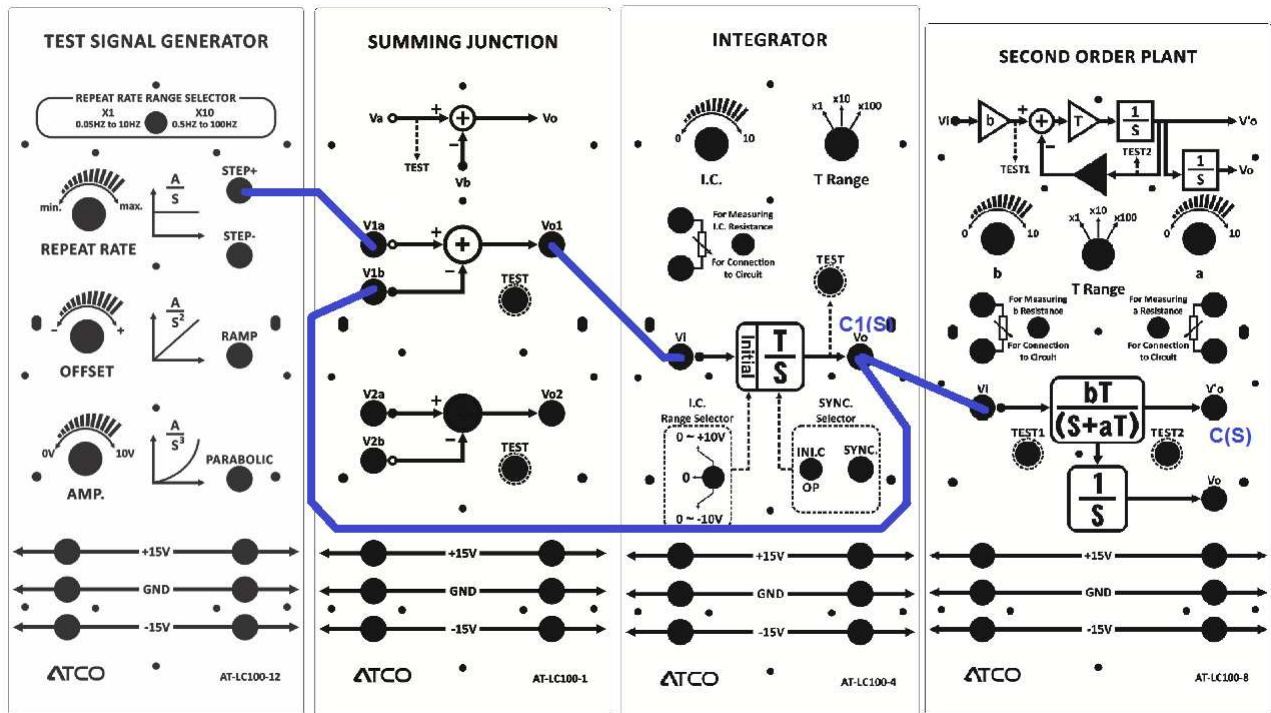 TEST SIGNAL GENERATOR
REPEAT RATE RANGE SELECTOR
X1
0.05HZ to 10HZ
X10
0.5HZ to 100HZ
min. max.
REPEAT RATE
A
S
STEP+
STEP-
- +
OFFSET
A
S²
RAMP
0V 10V
AMP.
A
S³
PARABOLIC
+15V
GND
-15V
ATCO
AT-LC100-12
SUMMING JUNCTION
Va + Vo
TEST
−
Vb
V1a + + Vo1
V1b −
TEST
V2a + Vo2
V2b −
TEST
+15V
GND
-15V
ATCO
AT-LC100-1
INTEGRATOR
0 10
I.C.
x1 x10 x100
T Range
For Measuring
I.C. Resistance
For Connection
to Circuit
TEST
C1(S)
Vi Initial T Vo
S
I.C.
Range Selector
0 ~ +10V
0
0 ~ -10V
SYNC.
Selector
INI.C SYNC.
OP
+15V
GND
-15V
ATCO
AT-LC100-4
SECOND ORDER PLANT
Vi b + + T 1 V'o
S
−
TEST1
TEST2
1 Vo
S
0 10
b
x1 x10 x100
T Range
0 10
a
For Measuring
b Resistance
For Connection
to Circuit
For Measuring
a Resistance
For Connection
to Circuit
Vi bT V'o
(S+aT)
C(S)
TEST1 TEST2
1 Vo
S
+15V
GND
-15V
ATCO
AT-LC100-8